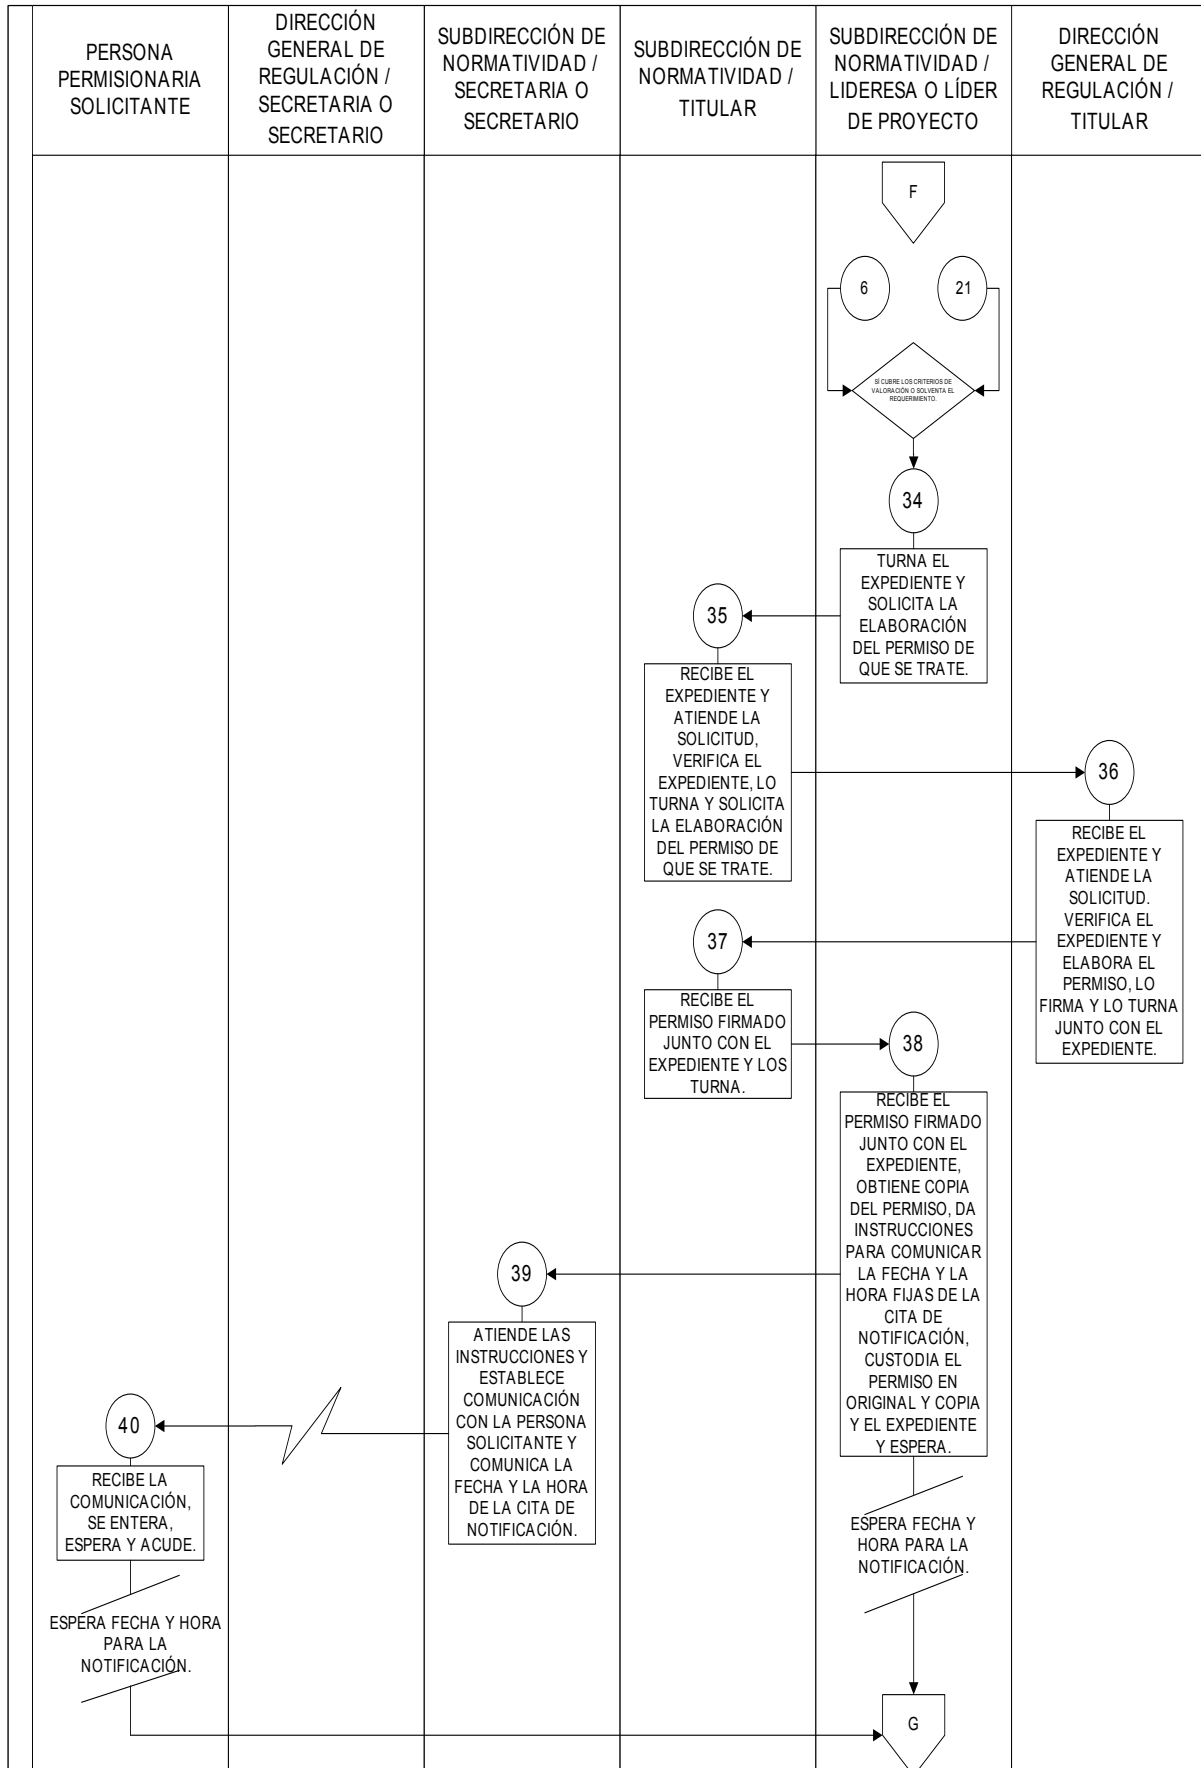 PERSONA
PERMISIONARIA
SOLICITANTE
DIRECCIÓN
GENERAL DE
REGULACIÓN /
SECRETARIA O
SECRETARIO
SUBDIRECCIÓN DE
NORMATIVIDAD /
SECRETARIA O
SECRETARIO
SUBDIRECCIÓN DE
NORMATIVIDAD /
TITULAR
SUBDIRECCIÓN DE
NORMATIVIDAD /
LIDERESA O LÍDER
DE PROYECTO
DIRECCIÓN
GENERAL DE
REGULACIÓN /
TITULAR
F
6
21
SÍ CUBRE LOS CRITERIOS DE
VALORACIÓN O SOLVENTA EL
REQUERIMIENTO.
34
TURNA EL
EXPEDIENTE Y
SOLICITA LA
ELABORACIÓN
DEL PERMISO DE
QUE SE TRATE.
35
RECIBE EL
EXPEDIENTE Y
ATIENDE LA
SOLICITUD,
VERIFICA EL
EXPEDIENTE, LO
TURNA Y SOLICITA
LA ELABORACIÓN
DEL PERMISO DE
QUE SE TRATE.
36
RECIBE EL
EXPEDIENTE Y
ATIENDE LA
SOLICITUD.
VERIFICA EL
EXPEDIENTE Y
ELABORA EL
PERMISO, LO
FIRMA Y LO TURNA
JUNTO CON EL
EXPEDIENTE.
37
RECIBE EL
PERMISO FIRMADO
JUNTO CON EL
EXPEDIENTE Y LOS
TURNA.
38
RECIBE EL
PERMISO FIRMADO
JUNTO CON EL
EXPEDIENTE,
OBTIENE COPIA
DEL PERMISO, DA
INSTRUCCIONES
PARA COMUNICAR
LA FECHA Y LA
HORA FIJAS DE LA
CITA DE
NOTIFICACIÓN,
CUSTODIA EL
PERMISO EN
ORIGINAL Y COPIA
Y EL EXPEDIENTE
Y ESPERA.
39
ATIENDE LAS
INSTRUCCIONES Y
ESTABLECE
COMUNICACIÓN
CON LA PERSONA
SOLICITANTE Y
COMUNICA LA
FECHA Y LA HORA
DE LA CITA DE
NOTIFICACIÓN.
40
RECIBE LA
COMUNICACIÓN,
SE ENTERA,
ESPERA Y ACUDE.
ESPERA FECHA Y HORA
PARA LA
NOTIFICACIÓN.
ESPERA FECHA Y
HORA PARA LA
NOTIFICACIÓN.
G